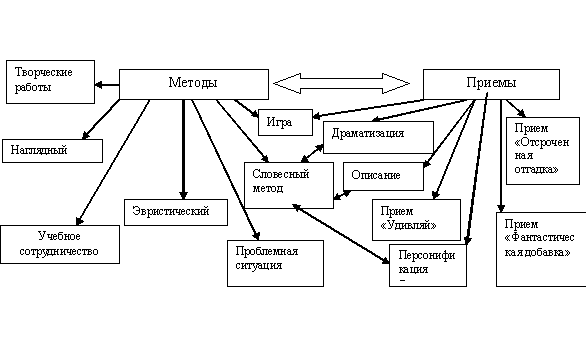 Творческие
работы
Методы
Приемы
Игра
Драматизация
Прием
«Отсрочен
ная
отгадка»
Наглядный
Словесный
метод
Описание
Эвристический
Прием
«Удивляй»
Учебное
сотрудничество
Проблемная
ситуация
Персонифи
кация
Прием
«Фантастичес
кая добавка»